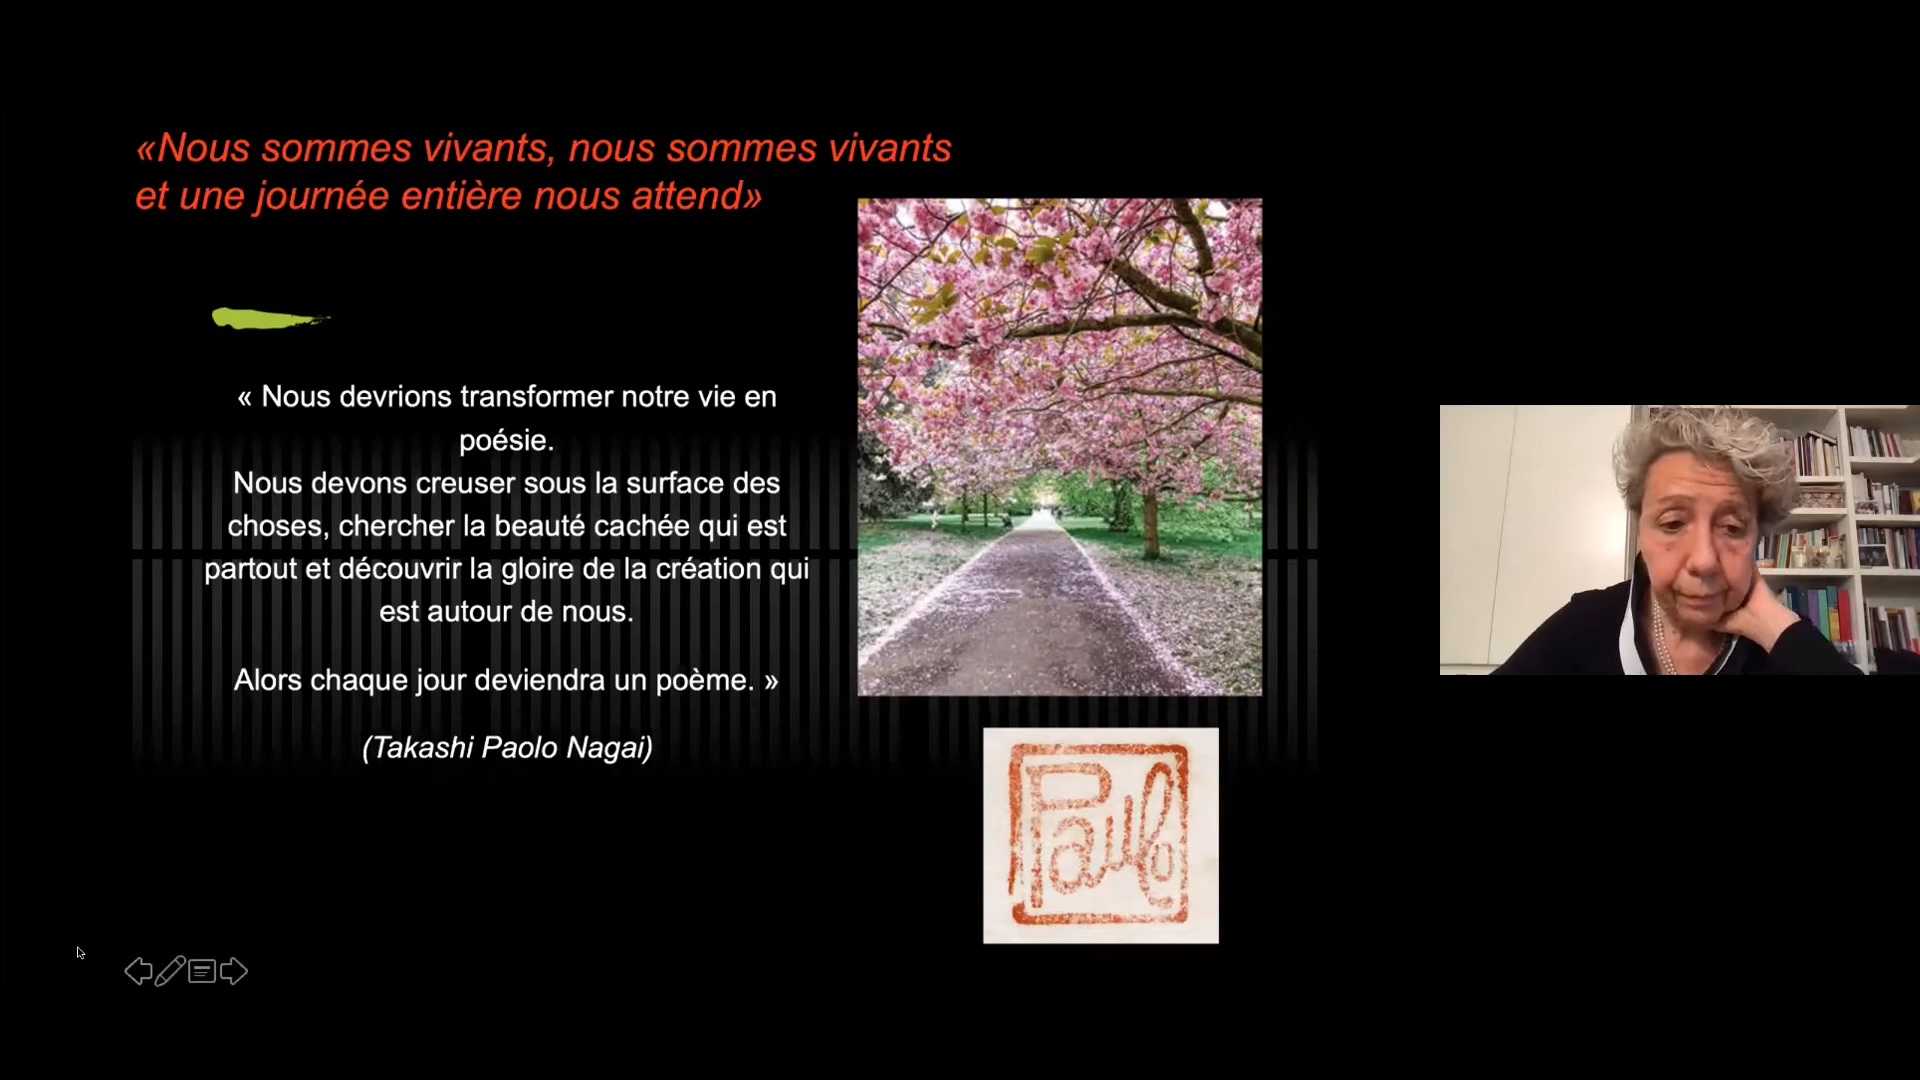 «Nous sommes vivants, nous sommes vivants
et une journée entière nous attend»
« Nous devrions transformer notre vie en
poésie.
Nous devons creuser sous la surface des
choses, chercher la beauté cachée qui est
partout et découvrir la gloire de la création qui
est autour de nous.
Alors chaque jour deviendra un poème. »
(Takashi Paolo Nagai)
Paulo